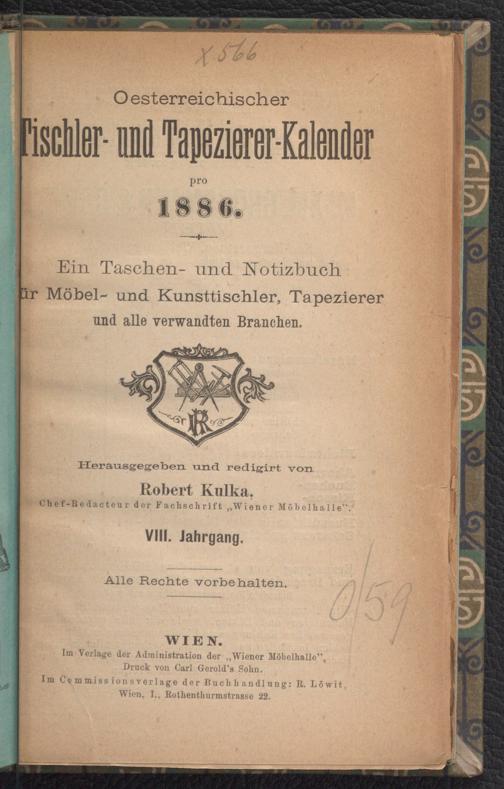 x 566
Oesterreichischer
Tischler- und Tapezierer-Kalender
pro
1886.
Ein Taschen- und Notizbuch
ür Möbel- und Kunsttischler, Tapezierer
und alle verwandten Branchen.
Herausgegeben und redigirt von
Robert Kulka,
Chef-Redacteur der Fachschrift „Wiener Möbelhalle".
VIII. Jahrgang.
Alle Rechte vorbehalten.
0/59
WIEN.
Im Verlage der Administration der „Wiener Möbelhalle",
Druck von Carl Gerold's Sohn.
Im Commissionsverlage der Buchhandlung: R. Löwit,
Wien, I., Rothenthurmstrasse 22.